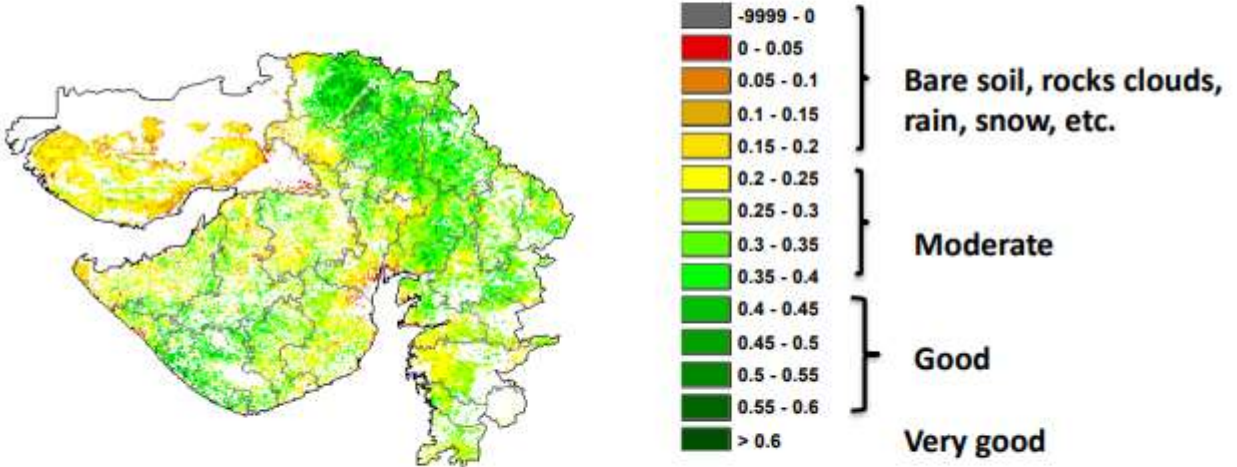 -9999 - 0
0 - 0.05
0.05 - 0.1
0.1 - 0.15
0.15 - 0.2
Bare soil, rocks clouds,
rain, snow, etc.
0.2 - 0.25
0.25 - 0.3
0.3 - 0.35
0.35 - 0.4
Moderate
0.4 - 0.45
0.45 - 0.5
0.5 - 0.55
0.55 - 0.6
Good
> 0.6
Very good